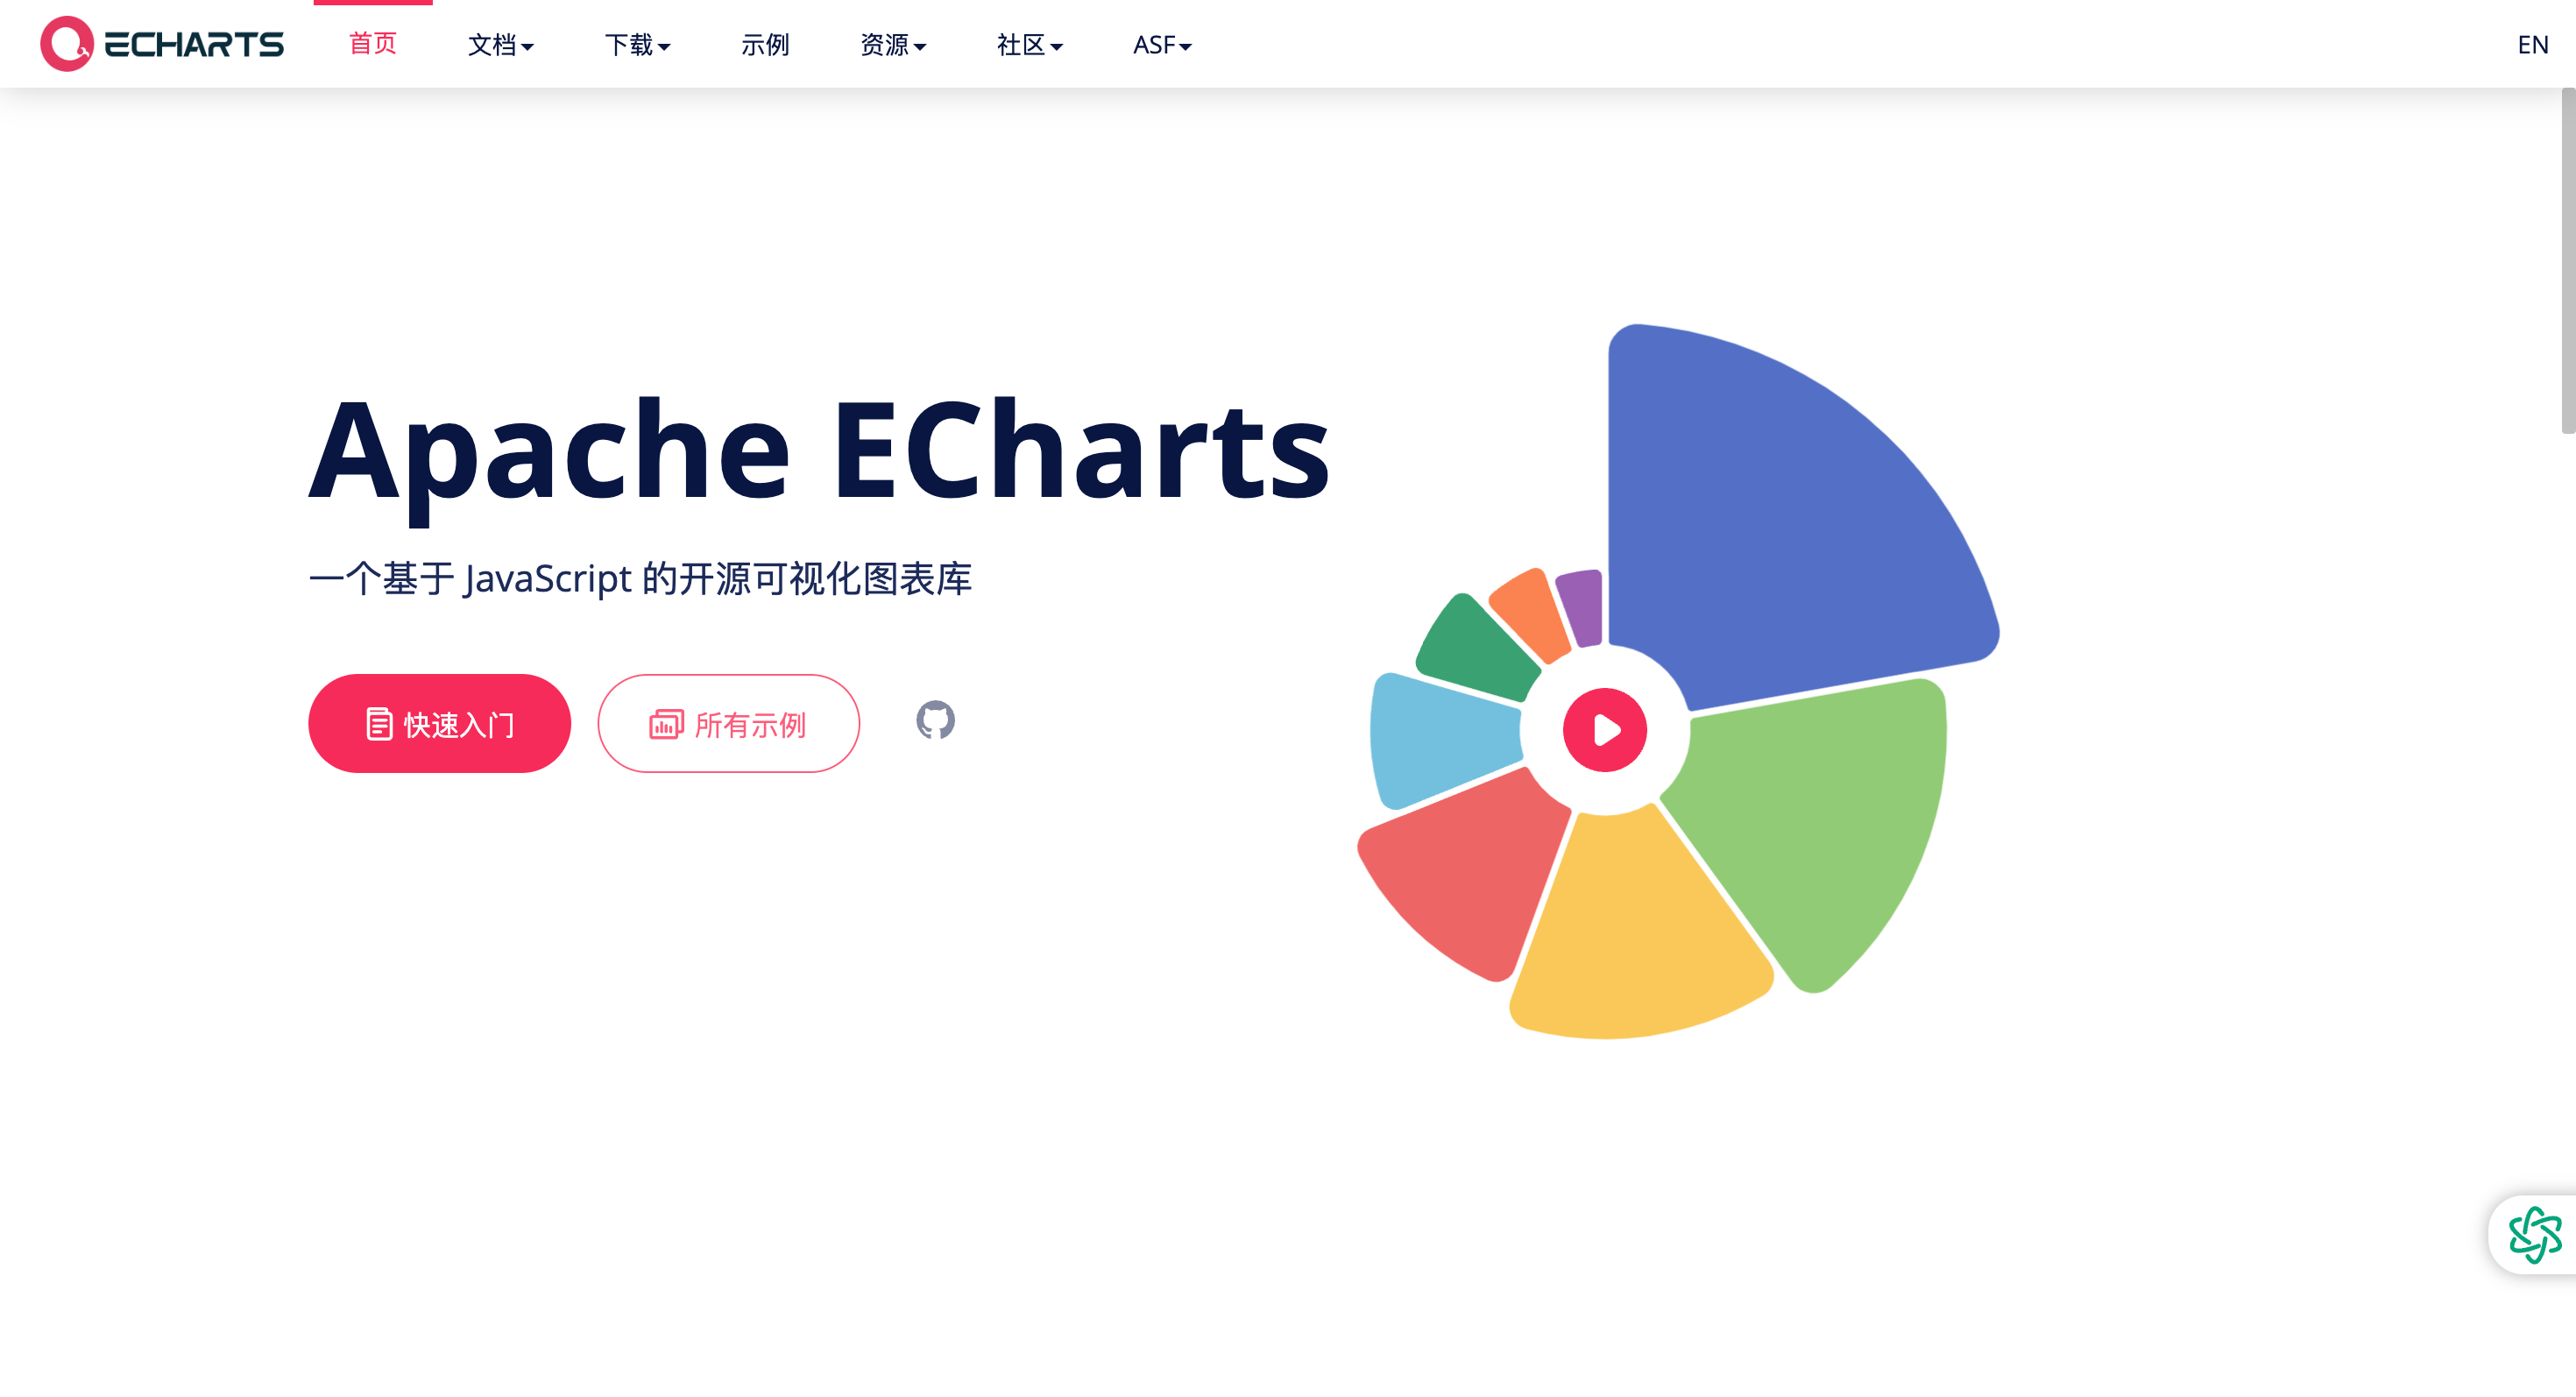 ECHARTS
首页
文档
下载
示例
资源
社区
ASF
EN
Apache ECharts
一个基于 JavaScript 的开源可视化图表库
快速入门
所有示例